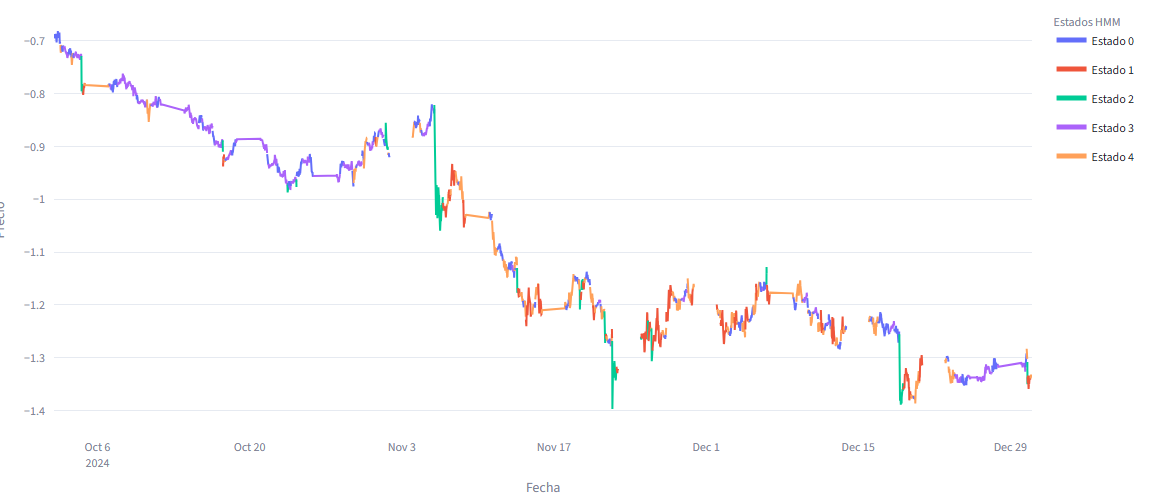 Estados HMM
Estado 0
Estado 1
Estado 2
Estado 3
Estado 4
−0.7
−0.8
−0.9
−1
−1.1
−1.2
−1.3
−1.4
Precio
Oct 6
2024
Oct 20
Nov 3
Nov 17
Dec 1
Dec 15
Dec 29
Fecha